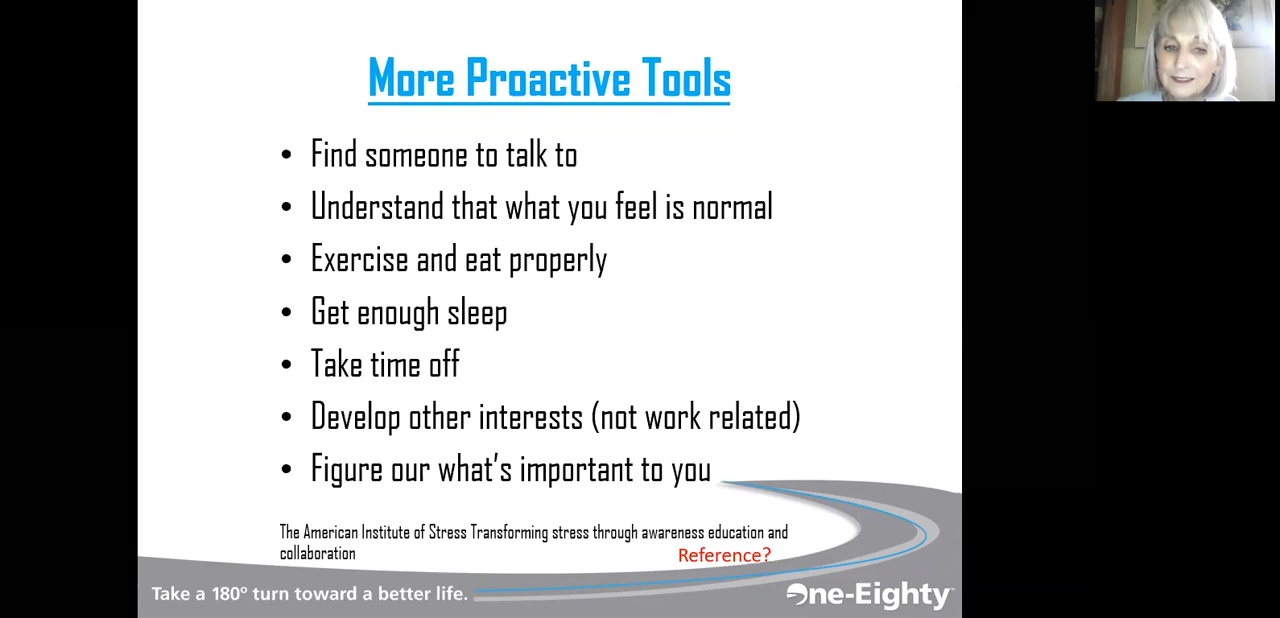 More Proactive Tools
• Find someone to talk to
• Understand that what you feel is normal
• Exercise and eat properly
• Get enough sleep
• Take time off
• Develop other interests (not work related)
• Figure our what's important to you
The American Institute of Stress Transforming stress through awareness education and
collaboration
Reference?
Take a 180º turn toward a better life.
One-Eighty